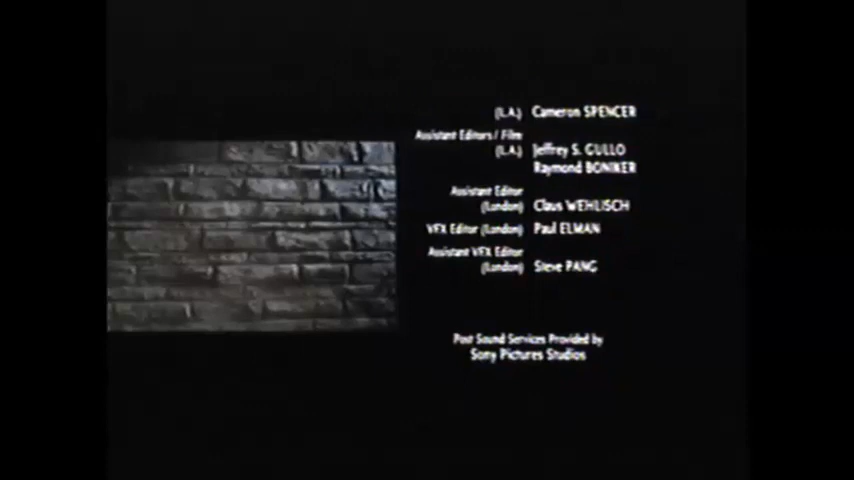 (L.A.) Cameron SPENCER
Assistant Editors / Film
(L.A.) Jeffrey S. GULLO
Raymond BONIKER
Assistant Editor
(London) Claus WEHLISCH
VFX Editor (London) Paul ELMAN
Assistant VFX Editor
(London) Steve PANG
Post Sound Services Provided by
Sony Pictures Studios